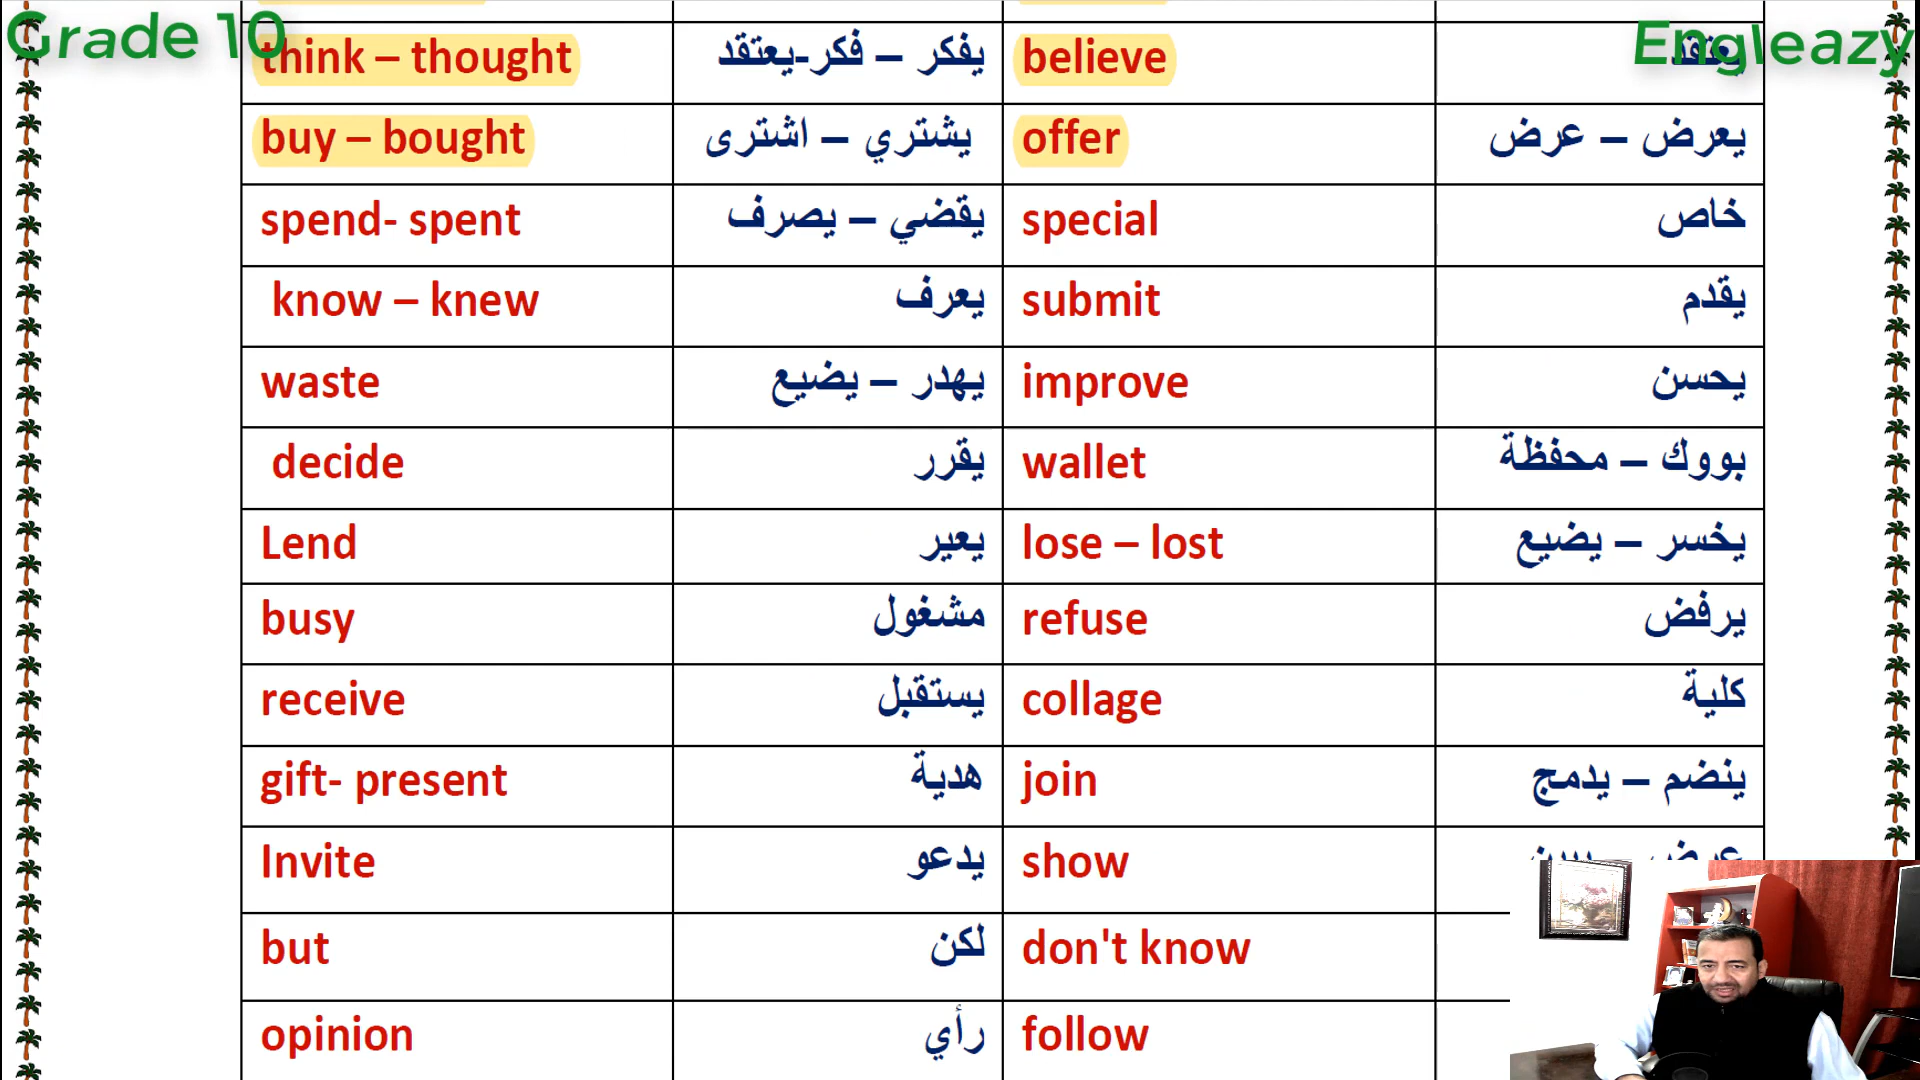 Grade 10
Engleazy
think – thought يفكر – فكر-يعتقد believe يعتقد
buy – bought يشتري – اشترى offer يعرض – عرض
spend- spent يقضي – يصرف special خاص
know – knew يعرف submit يقدم
waste يهدر – يضيع improve يحسن
decide يقرر wallet بووك – محفظة
Lend يعير lose – lost يخسر – يضيع
busy مشغول refuse يرفض
receive يستقبل collage كلية
gift- present هدية join ينضم – يدمج
Invite يدعو show
but لكن don't know
opinion رأي follow